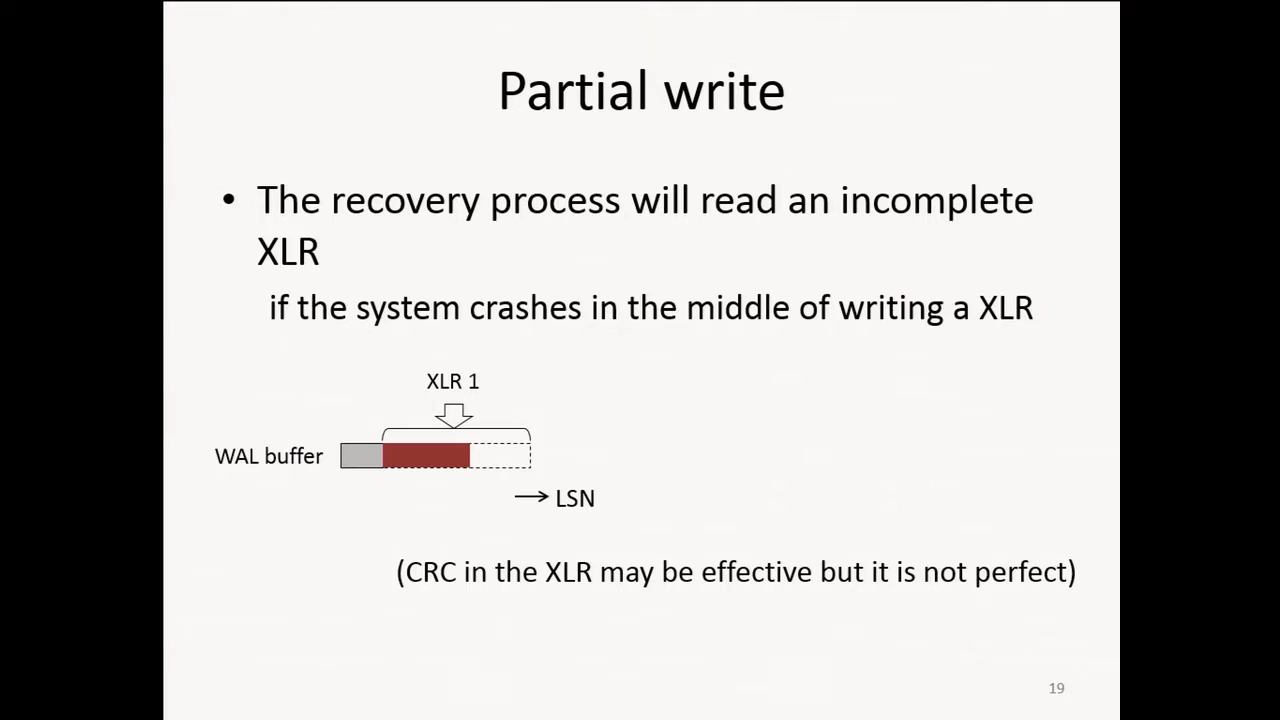 Partial write
• The recovery process will read an incomplete
XLR
if the system crashes in the middle of writing a XLR
XLR 1
WAL buffer
LSN
(CRC in the XLR may be effective but it is not perfect)
19